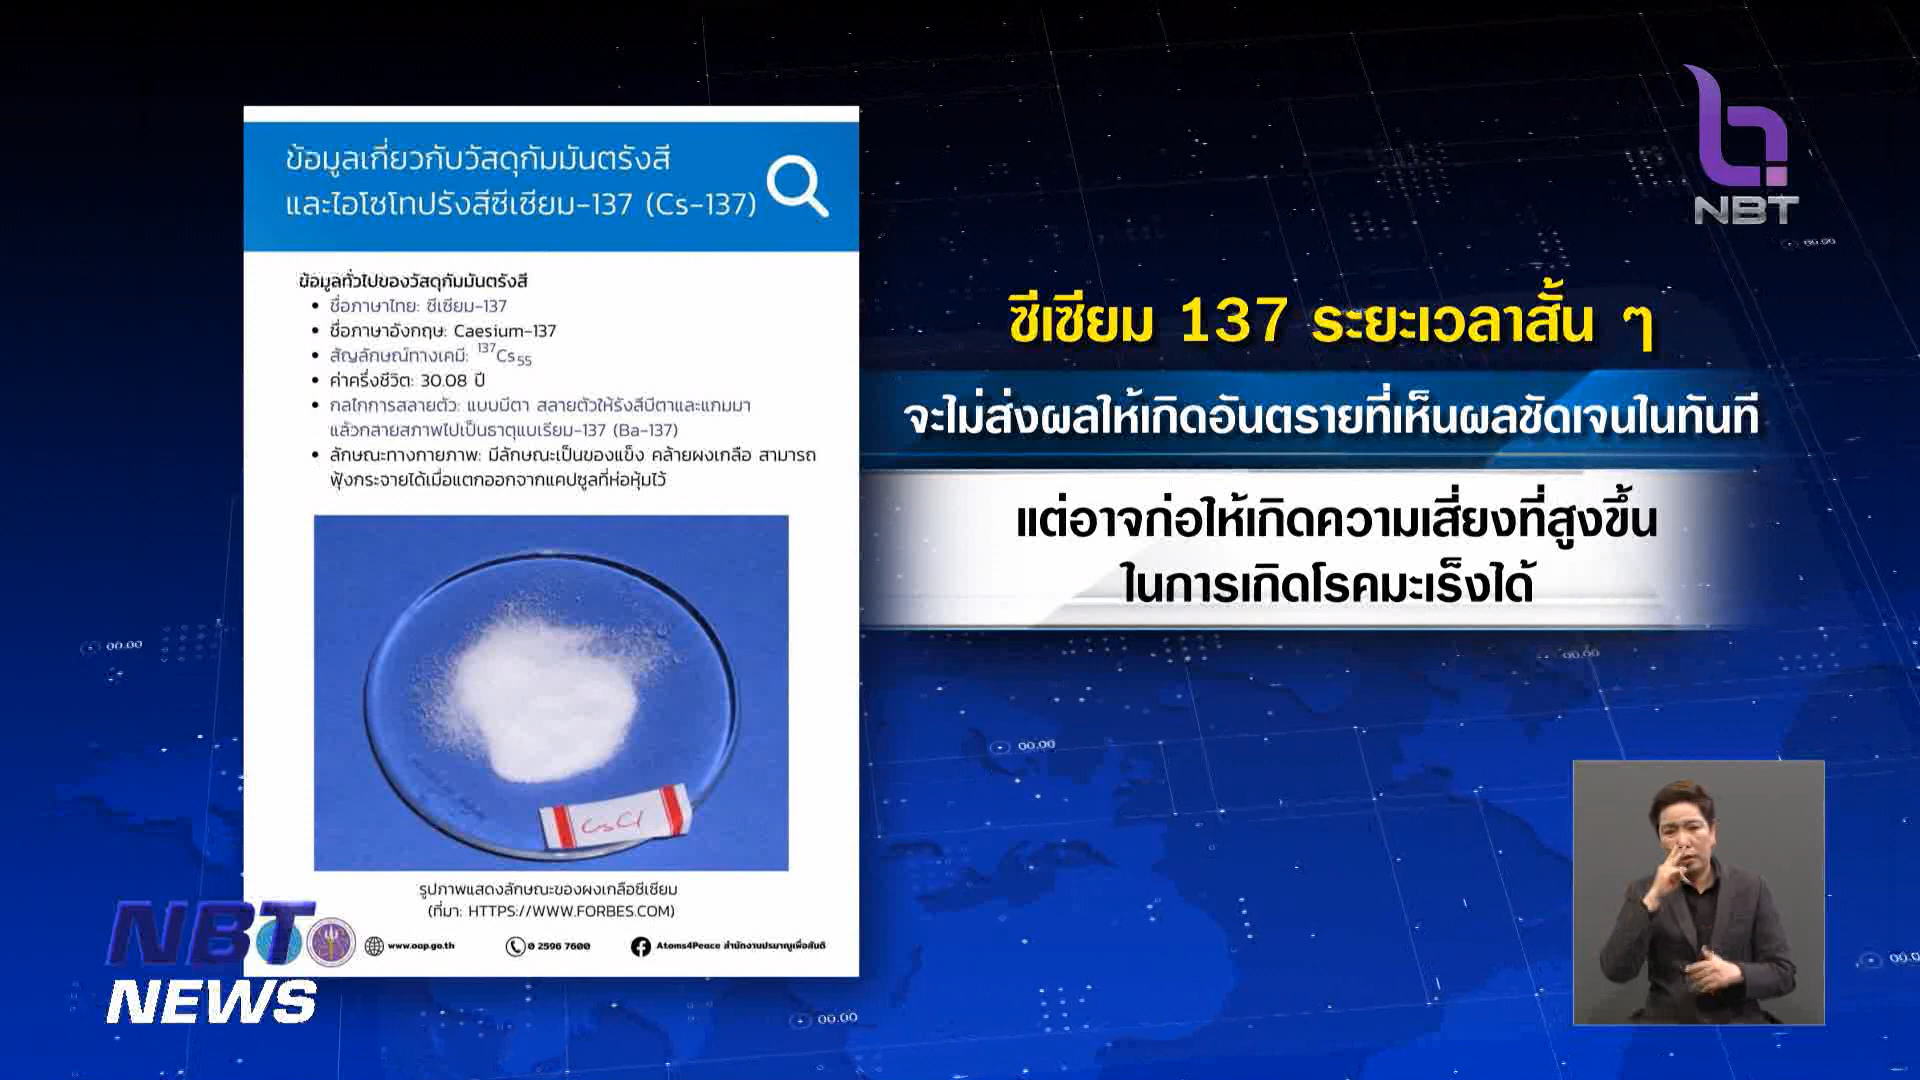 ข้อมูลเกี่ยวกับวัสดุกัมมันตรังสี
และไอโซโทปรังสีซีเซียม-137 (Cs-137)
ข้อมูลทั่วไปของวัสดุกัมมันตรังสี
• ชื่อภาษาไทย: ซีเซียม-137
• ชื่อภาษาอังกฤษ: Caesium-137
• สัญลักษณ์ทางเคมี: ¹³⁷Cs₅₅
• ค่าครึ่งชีวิต: 30.08 ปี
• กลไกการสลายตัว: แบบบีตา สลายตัวให้รังสีบีตาและแกมมา
แล้วกลายสภาพไปเป็นธาตุแบเรียม-137 (Ba-137)
• ลักษณะทางกายภาพ: มีลักษณะเป็นของแข็ง คล้ายผงเกลือ สามารถ
ฟุ้งกระจายได้เมื่อแตกออกจากแคปซูลที่ห่อหุ้มไว้
CsCl
รูปภาพแสดงลักษณะของผงเกลือซีเซียม
(ที่มา: HTTPS://WWW.FORBES.COM)
www.oap.go.th
0 2596 7600
Atoms4Peace สำนักงานปรมาณูเพื่อสันติ
NBT
NEWS
NBT
ซีเซียม 137 ระยะเวลาสั้น ๆ
จะไม่ส่งผลให้เกิดอันตรายที่เห็นผลชัดเจนในทันที
แต่อาจก่อให้เกิดความเสี่ยงที่สูงขึ้น
ในการเกิดโรคมะเร็งได้
00.00
00.00
00.00
00.00
00.00